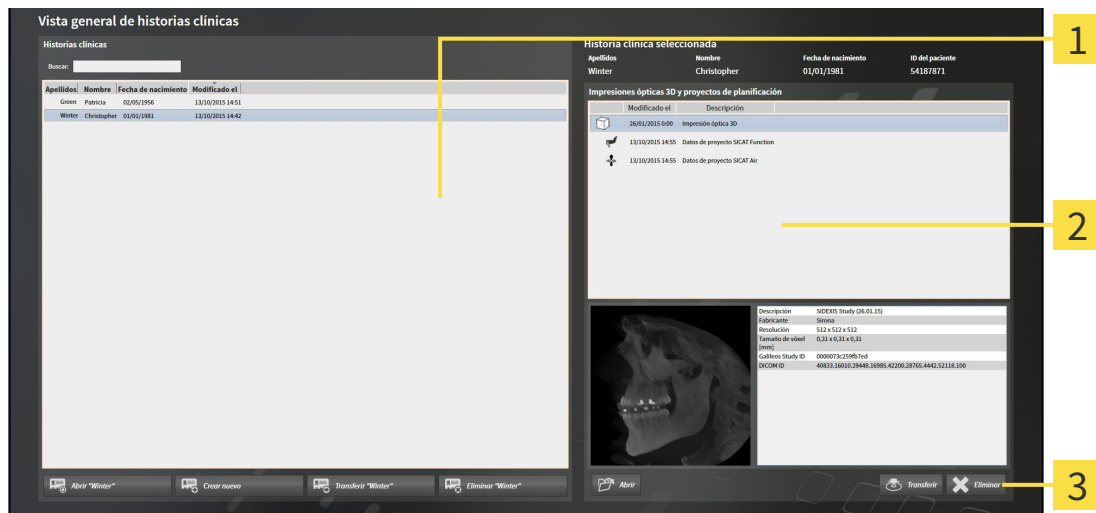 Vista general de historias clínicas
Historias clínicas
Buscar:
Apellidos Nombre Fecha de nacimiento Modificado el
Green Patricia 02/05/1956 13/10/2015 14:51
Winter Christopher 01/01/1981 13/10/2015 14:42
Abrir "Winter"
Crear nuevo
Transferir "Winter"
Eliminar "Winter"
Historia clínica seleccionada
Apellidos Nombre Fecha de nacimiento ID del paciente
Winter Christopher 01/01/1981 54187871
Impresiones ópticas 3D y proyectos de planificación
Modificado el Descripción
26/01/2015 0:00 Impresión óptica 3D
13/10/2015 14:55 Datos de proyecto SICAT Function
13/10/2015 14:55 Datos de proyecto SICAT Air
Descripción SIDEXIS Study (26.01.15)
Fabricante Sirona
Resolución 512 x 512 x 512
Tamaño de vóxel 0,31 x 0,31 x 0,31
[mm]
Galileos Study ID 0000073c259fb7ed
DICOM ID 40833.16010.29448.16985.42200.28765.4442.52118.100
Abrir
Transferir
Eliminar
1
2
3